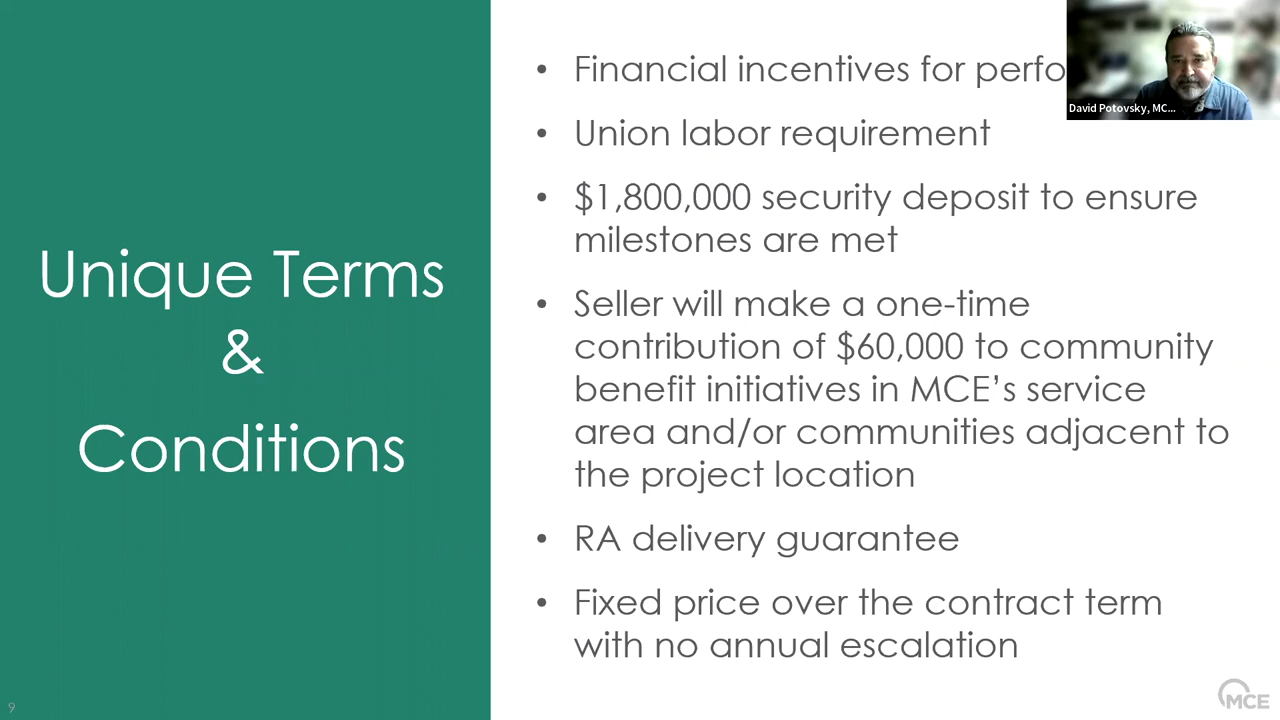 Unique Terms
&
Conditions
• Financial incentives for
• Union labor requirement
• $1,800,000 security deposit to ensure
milestones are met
• Seller will make a one-time
contribution of $60,000 to community
benefit initiatives in MCE’s service
area and/or communities adjacent to
the project location
• RA delivery guarantee
• Fixed price over the contract term
with no annual escalation
David Potovsky, MC...
9
MCE